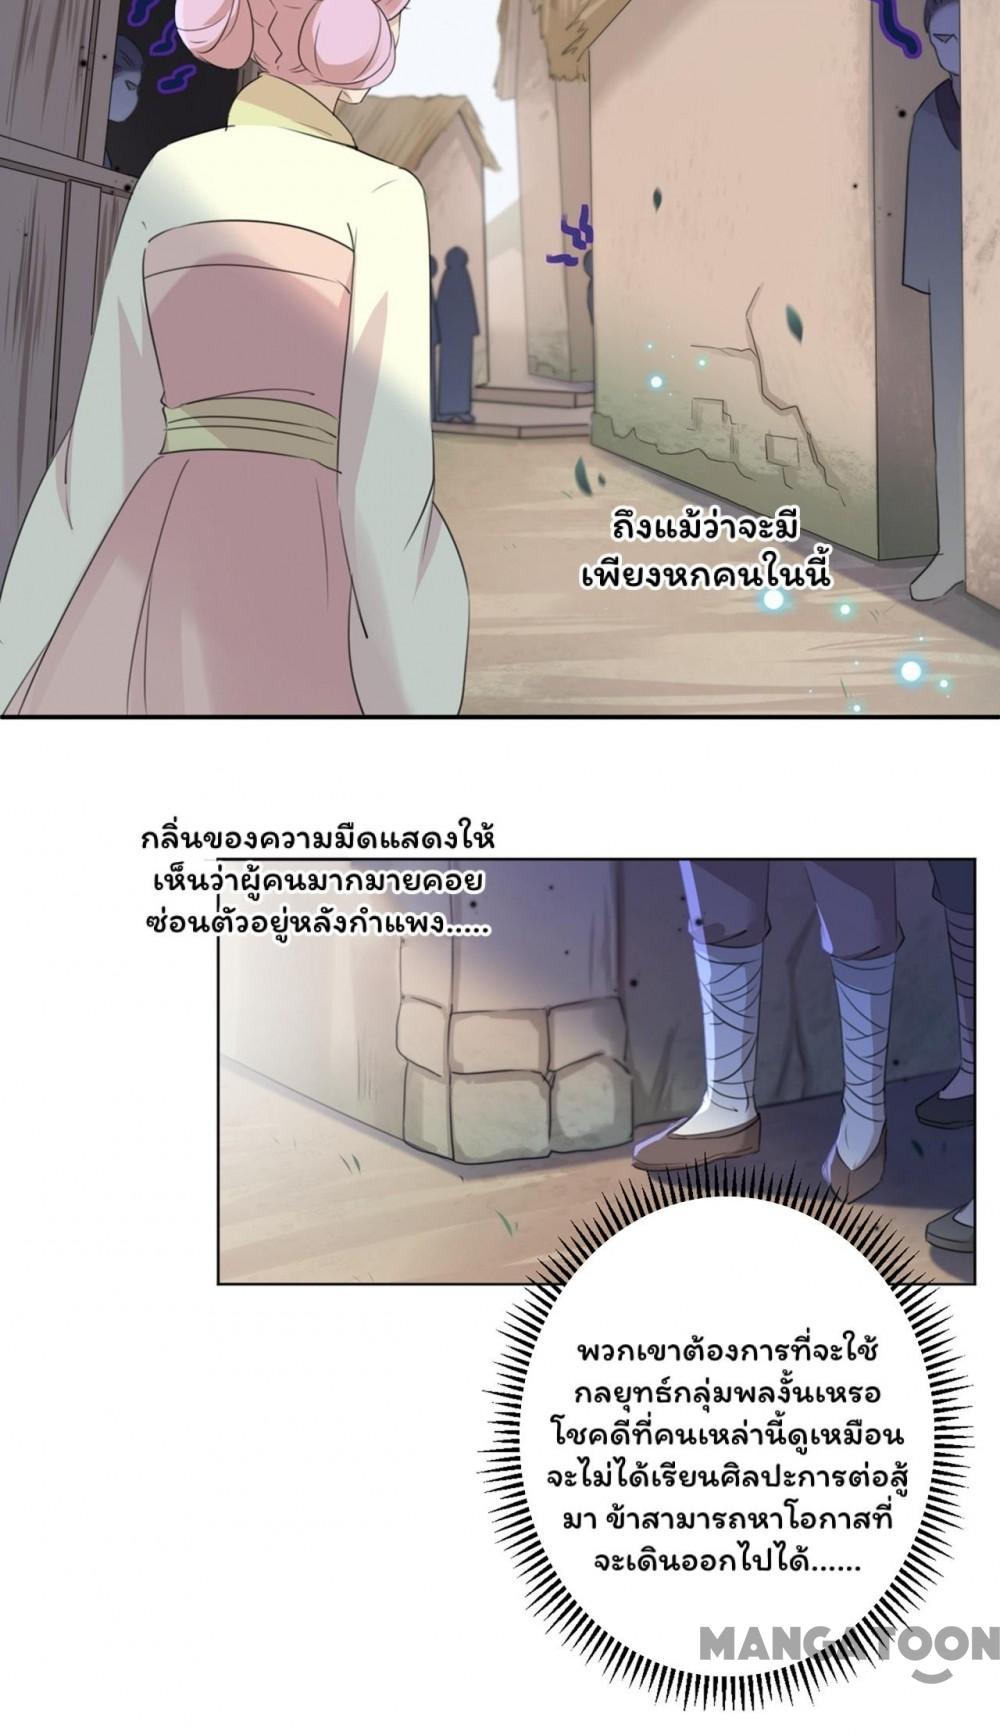 ถึงแม้ว่าจะมี
เพียงหกคนในนี้
กลิ่นของความมืดแสดงให้
เห็นว่าผู้คนมากมายคอย
ซ่อนตัวอยู่หลังกำแพง.....
พวกเขาต้องการที่จะใช้
กลยุทธ์กลุ่มพลงั้นเหรอ
โชคดีที่คนเหล่านี้ดูเหมือน
จะไม่ได้เรียนศิลปะการต่อสู้
มา ข้าสามารถหาโอกาสที่
จะเดินออกไปได้......
MANGATOON